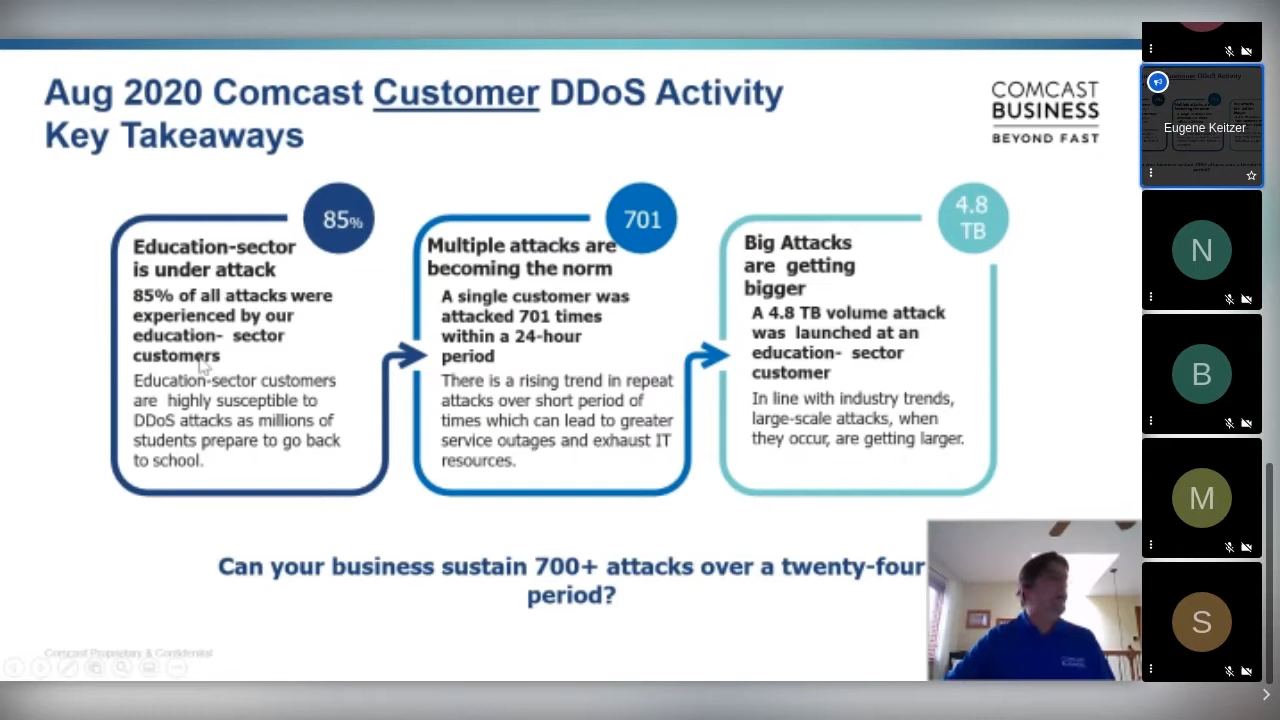 Aug 2020 Comcast Customer DDoS Activity
Key Takeaways
COMCAST
BUSINESS
BEYOND FAST
85%
Education-sector
is under attack
85% of all attacks were
experienced by our
education- sector
customers
Education-sector customers
are highly susceptible to
DDoS attacks as millions of
students prepare to go back
to school.
701
Multiple attacks are
becoming the norm
A single customer was
attacked 701 times
within a 24-hour
period
There is a rising trend in repeat
attacks over short period of
times which can lead to greater
service outages and exhaust IT
resources.
4.8
TB
Big Attacks
are getting
bigger
A 4.8 TB volume attack
was launched at an
education- sector
customer
In line with industry trends,
large-scale attacks, when
they occur, are getting larger.
Can your business sustain 700+ attacks over a twenty-four
period?
Comcast Proprietary & Confidential
COMCAST
BUSINESS
Eugene Keitzer
N
B
M
S